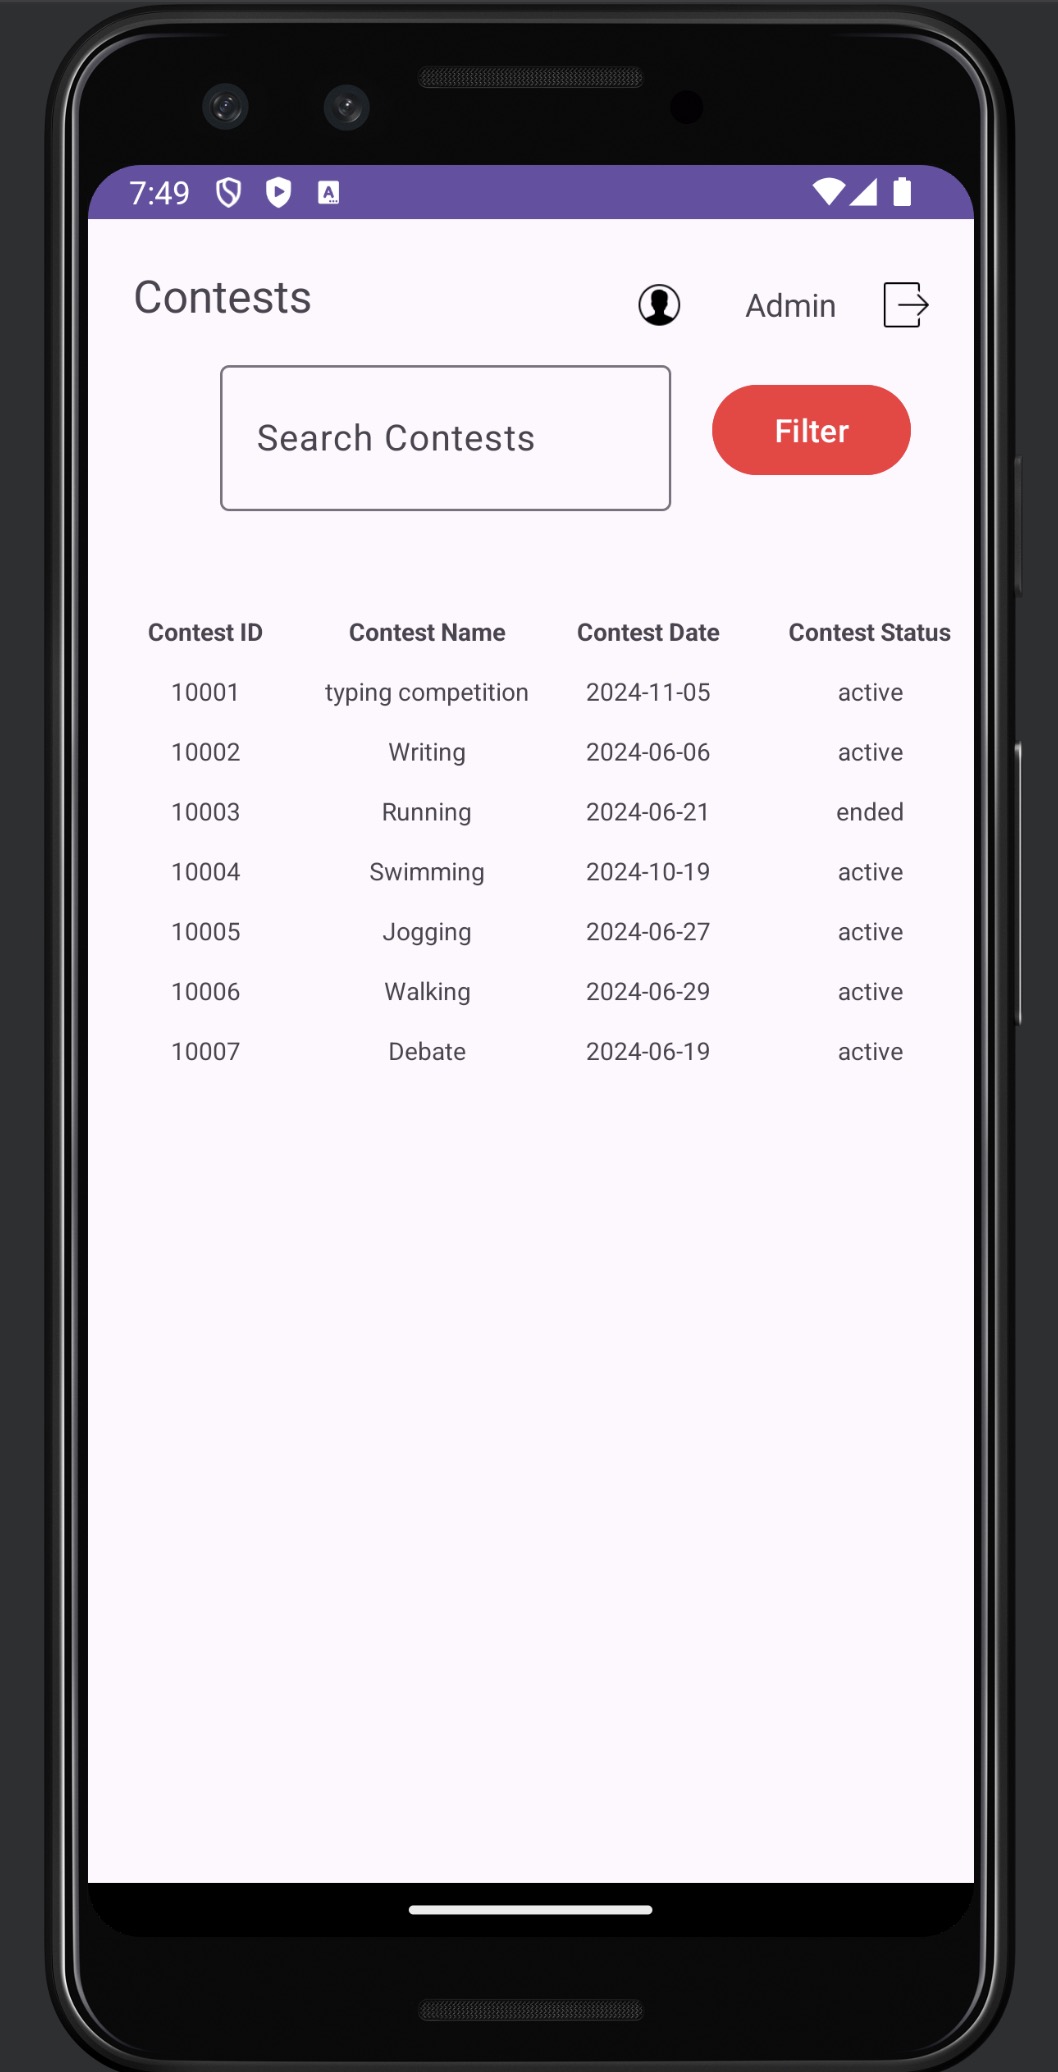 7:49
Contests
Admin
Search Contests
Filter
Contest ID Contest Name Contest Date Contest Status
10001 typing competition 2024-11-05 active
10002 Writing 2024-06-06 active
10003 Running 2024-06-21 ended
10004 Swimming 2024-10-19 active
10005 Jogging 2024-06-27 active
10006 Walking 2024-06-29 active
10007 Debate 2024-06-19 active